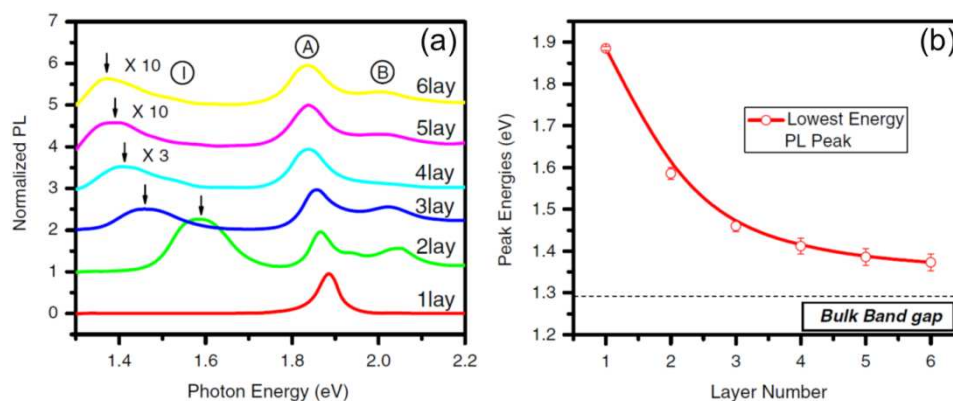 (a)
7
6
5
4
3
2
1
0
Normalized PL
X 10
I
A
B
6lay
X 10
5lay
X 3
4lay
3lay
2lay
1lay
1.4 1.6 1.8 2.0 2.2
Photon Energy (eV)
(b)
1.9
1.8
1.7
1.6
1.5
1.4
1.3
1.2
Peak Energies (eV)
Lowest Energy
PL Peak
Bulk Band gap
1 2 3 4 5 6
Layer Number